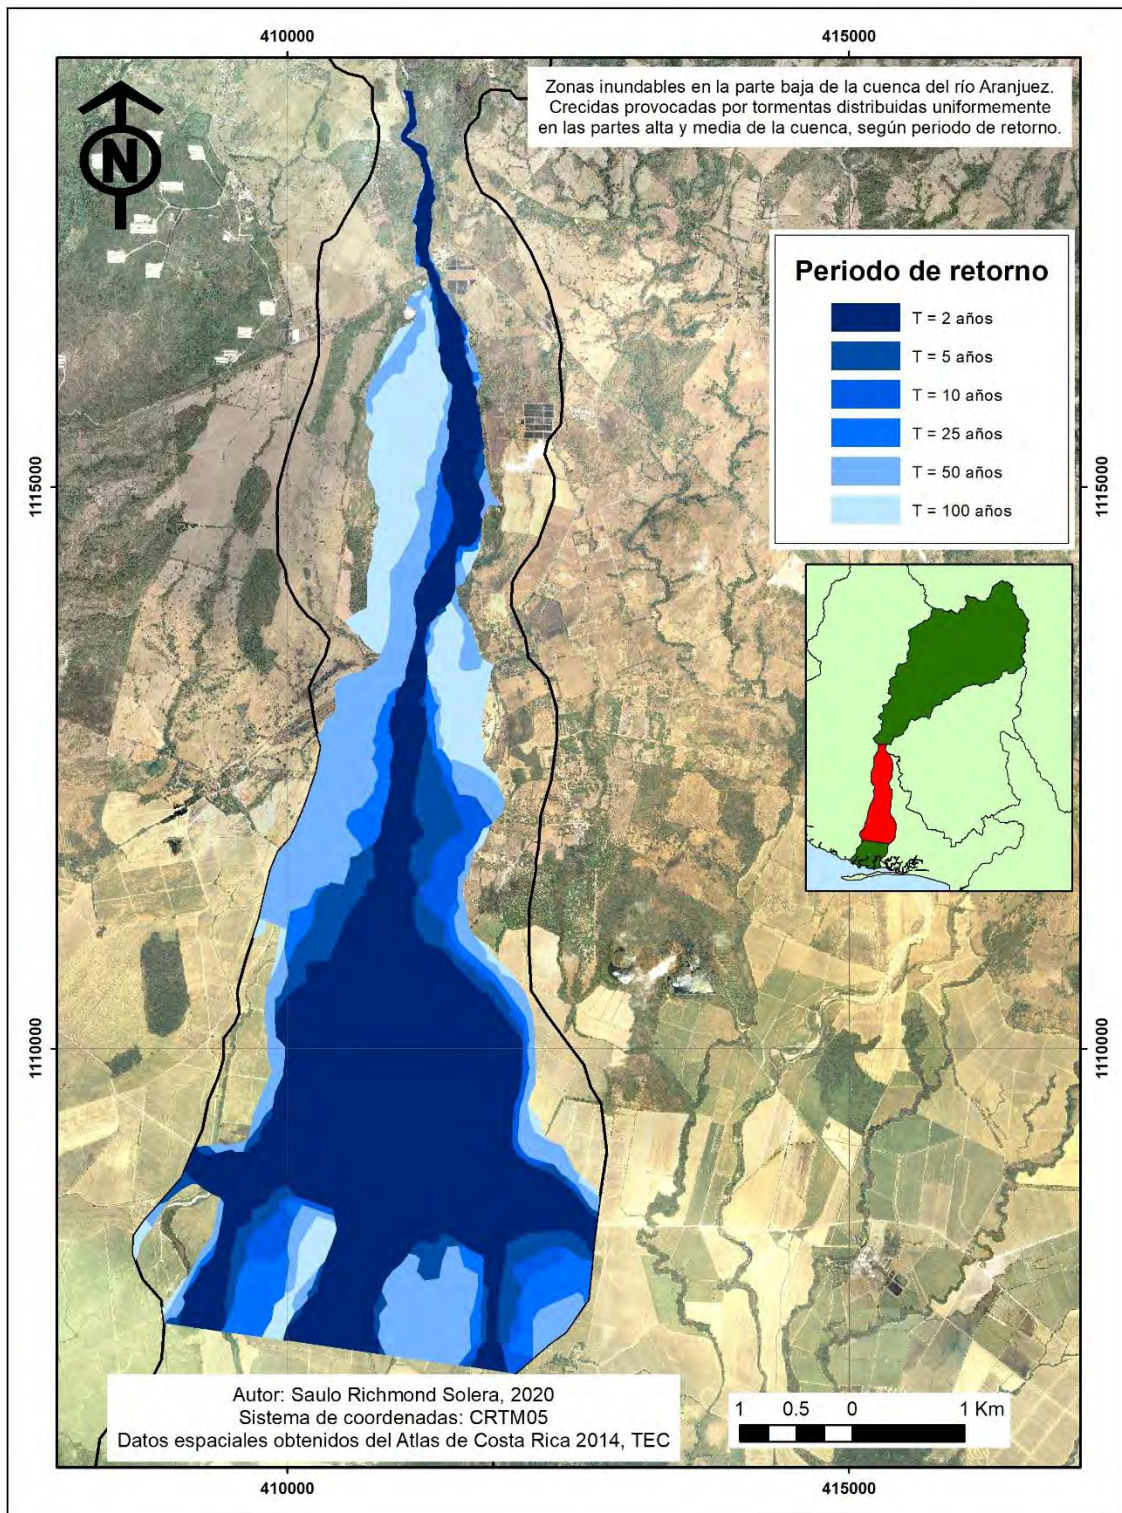 410000
415000
Zonas inundables en la parte baja de la cuenca del río Aranjuez.
Crecidas provocadas por tormentas distribuidas uniformemente
en las partes alta y media de la cuenca, según periodo de retorno.
N
Periodo de retorno
T = 2 años
T = 5 años
T = 10 años
T = 25 años
T = 50 años
T = 100 años
1115000
1115000
1110000
1110000
Autor: Saulo Richmond Solera, 2020
Sistema de coordenadas: CRTM05
Datos espaciales obtenidos del Atlas de Costa Rica 2014, TEC
1 0.5 0 1 Km
410000
415000